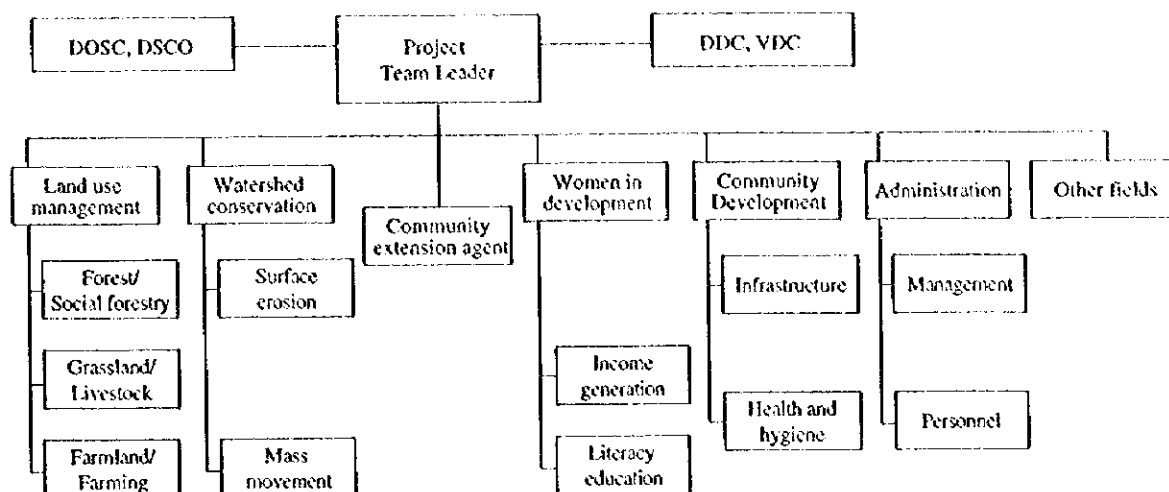 DOSC, DSCO
Project
Team Leader
DDC, VDC
Land use
management
Watershed
conservation
Community
extension agent
Women in
development
Community
Development
Administration
Other fields
Forest/
Social forestry
Surface
erosion
Infrastructure
Management
Grassland/
Livestock
Income
generation
Health and
hygiene
Personnel
Farmland/
Farming
Mass
movement
Literacy
education